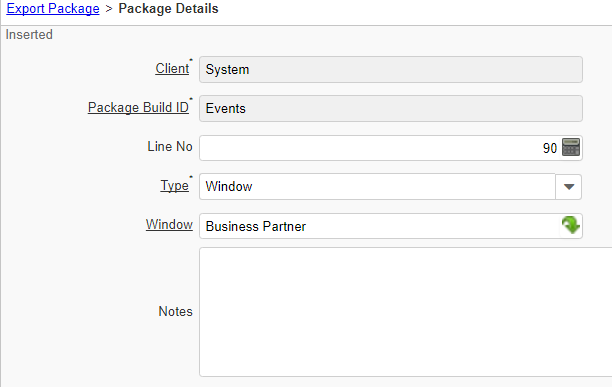 Export Package > Package Details
Inserted
Client* System
Package Build ID* Events
Line No 90
Type* Window
Window Business Partner
Notes